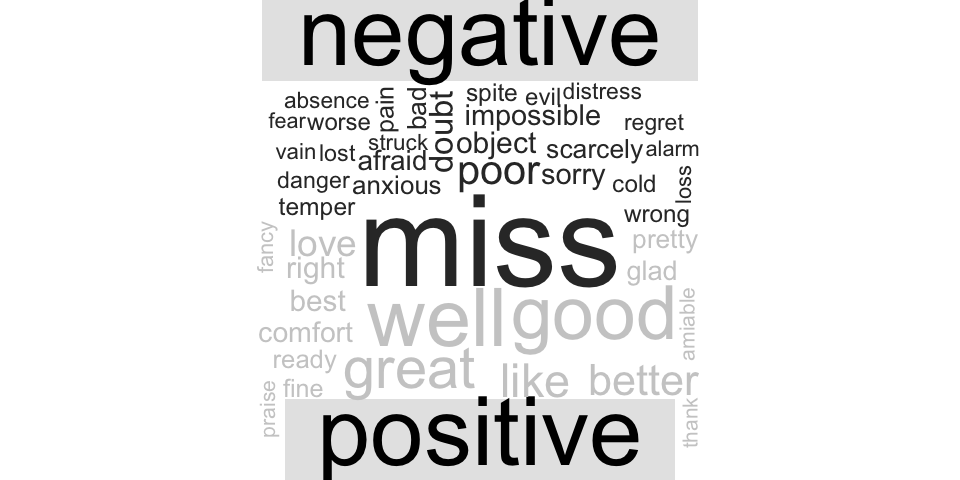 negative
absence pain bad doubt spite evil distress
fear worse impossible regret
vain lost struck afraid object scarcely alarm
danger anxious poor sorry cold loss
temper miss wrong
fancy love pretty
right glad
best well good amiable
comfort
ready great like better
praise fine thank
positive